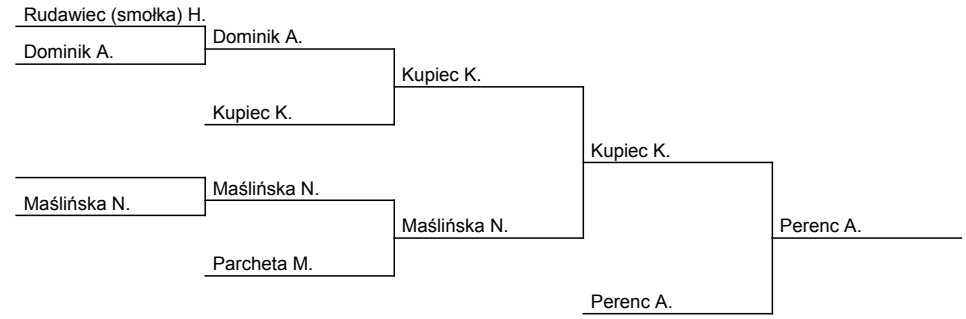 Rudawiec (smołka) H.
Dominik A.
Dominik A.
Kupiec K.
Kupiec K.
Kupiec K.
Maślińska N.
Maślińska N.
Maślińska N.
Perenc A.
Parcheta M.
Perenc A.